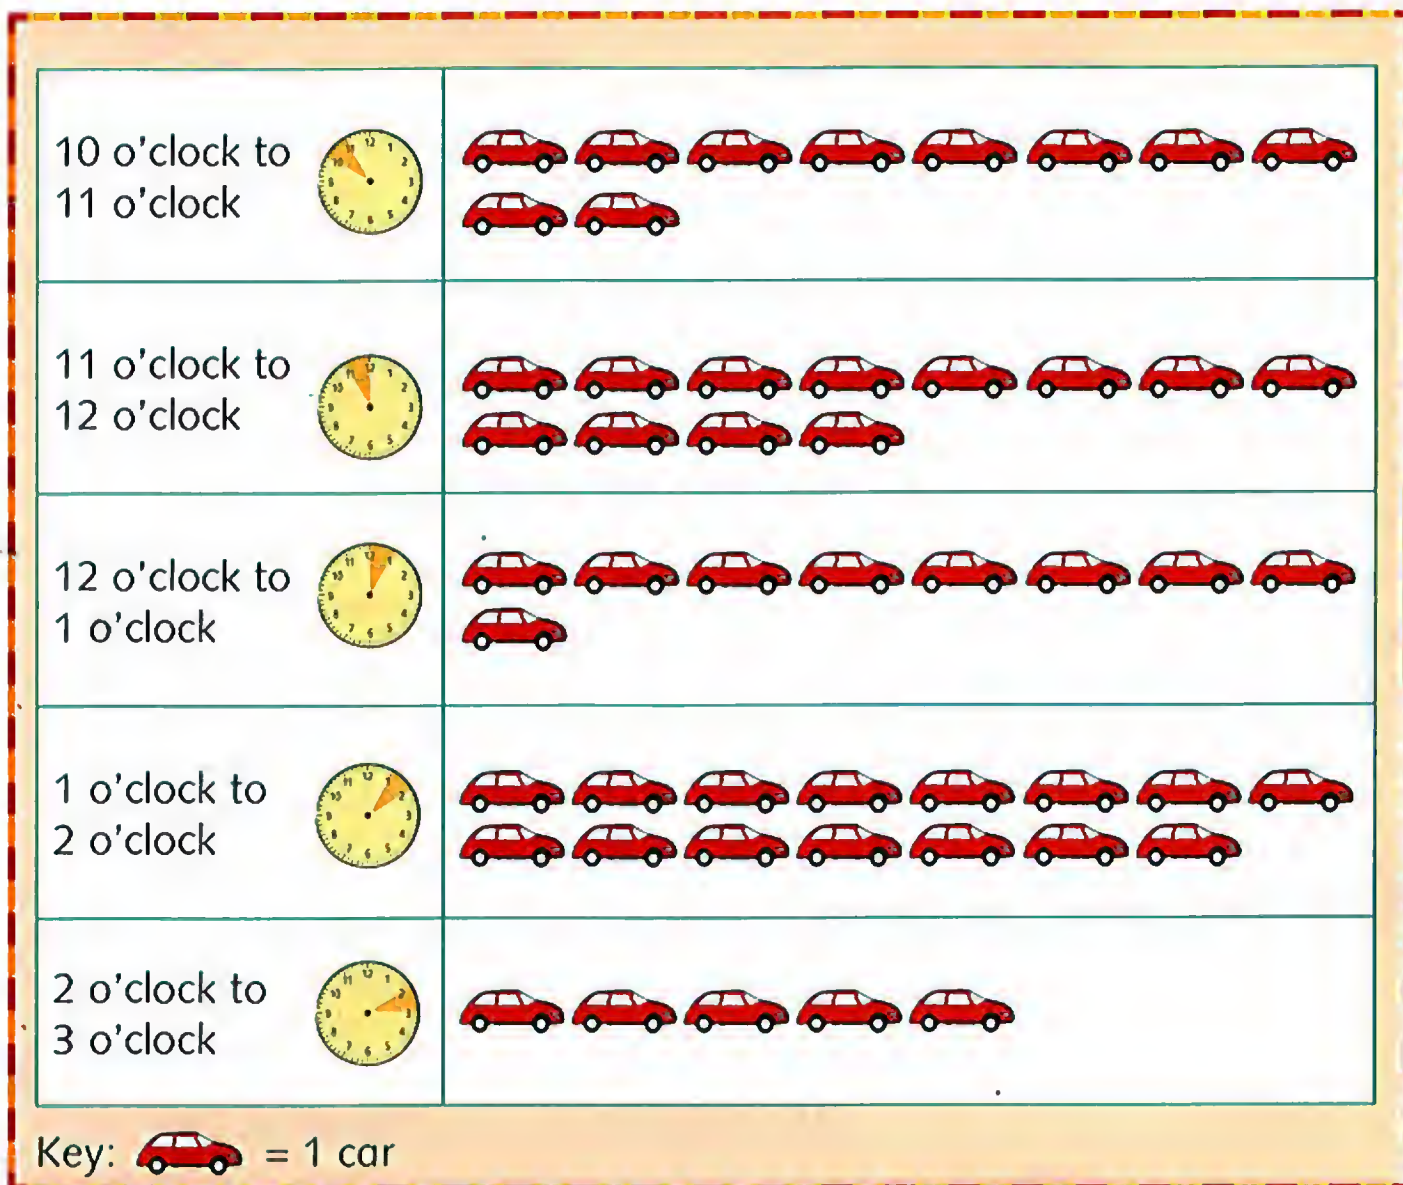 10 o'clock to
11 o'clock
11 o'clock to
12 o'clock
12 o'clock to
1 o'clock
1 o'clock to
2 o'clock
2 o'clock to
3 o'clock
Key: = 1 car